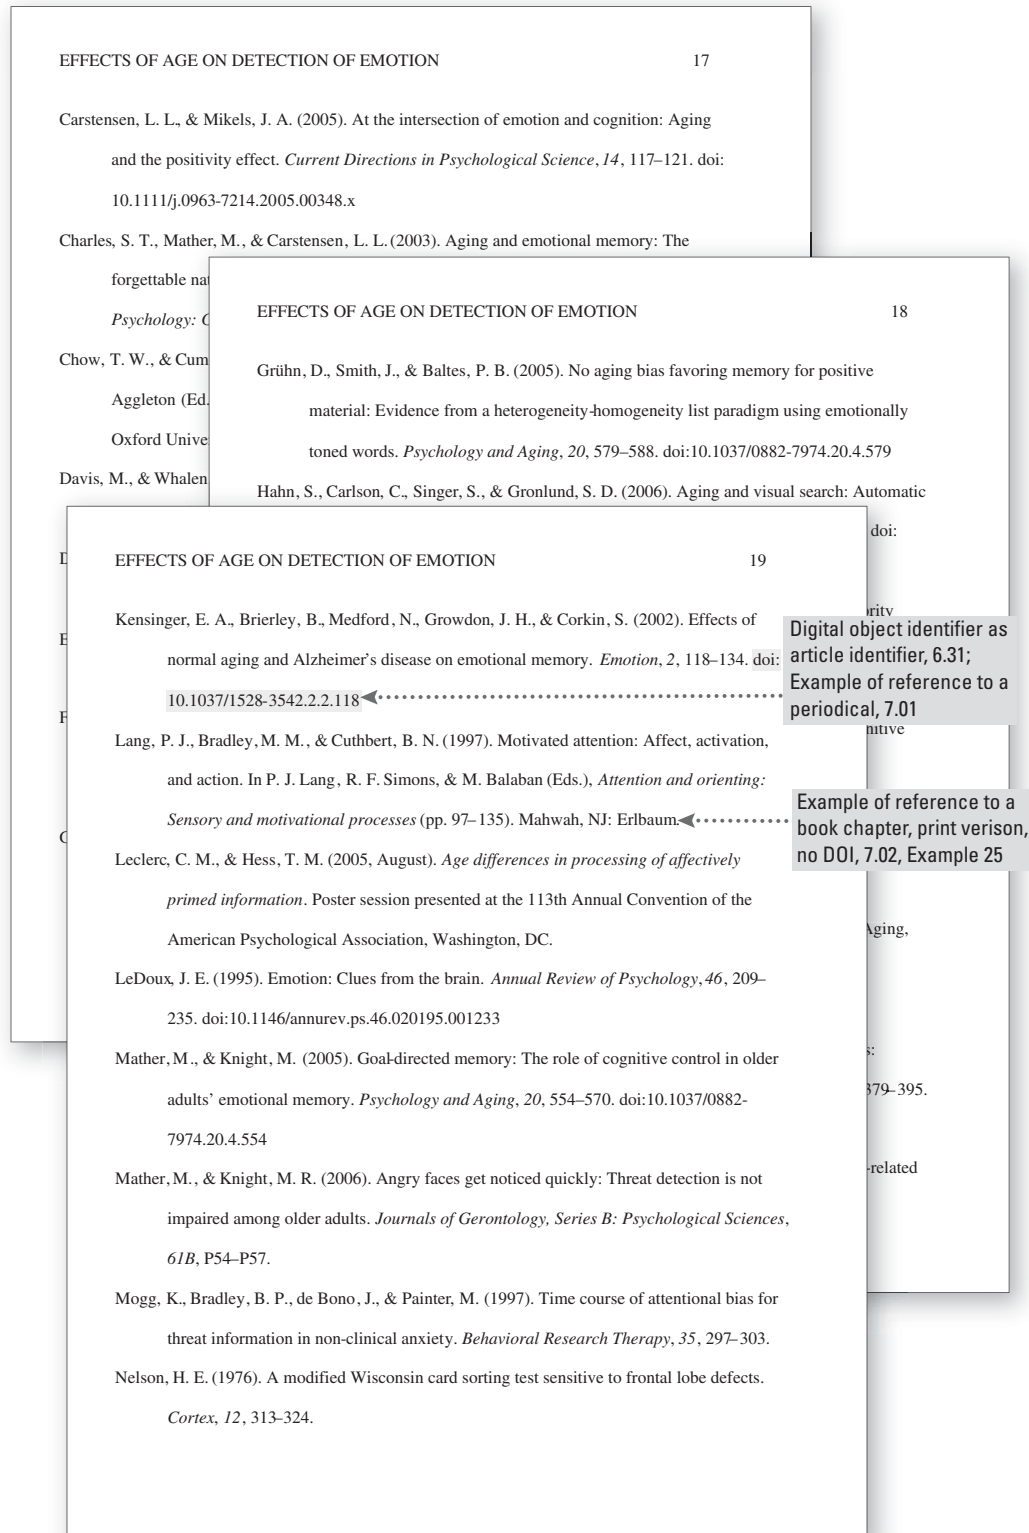 EFFECTS OF AGE ON DETECTION OF EMOTION 17
Carstensen, L. L., & Mikels, J. A. (2005). At the intersection of emotion and cognition: Aging
and the positivity effect. Current Directions in Psychological Science, 14, 117–121. doi:
10.1111/j.0963-7214.2005.00348.x
Charles, S. T., Mather, M., & Carstensen, L. L. (2003). Aging and emotional memory: The
forgettable
Psychology:
Chow, T. W., & Cum
Aggleton (Ed.
Oxford Unive
Davis, M., & Whalen
EFFECTS OF AGE ON DETECTION OF EMOTION 18
Grühn, D., Smith, J., & Baltes, P. B. (2005). No aging bias favoring memory for positive
material: Evidence from a heterogeneity-homogeneity list paradigm using emotionally
toned words. Psychology and Aging, 20, 579–588. doi:10.1037/0882-7974.20.4.579
Hahn, S., Carlson, C., Singer, S., & Gronlund, S. D. (2006). Aging and visual search: Automatic
doi:
Aging,
379–395.
-related
EFFECTS OF AGE ON DETECTION OF EMOTION 19
Kensinger, E. A., Brierley, B., Medford, N., Growdon, J. H., & Corkin, S. (2002). Effects of
normal aging and Alzheimer’s disease on emotional memory. Emotion, 2, 118–134. doi:
10.1037/1528-3542.2.2.118
Lang, P. J., Bradley, M. M., & Cuthbert, B. N. (1997). Motivated attention: Affect, activation,
and action. In P. J. Lang, R. F. Simons, & M. Balaban (Eds.), Attention and orienting:
Sensory and motivational processes (pp. 97–135). Mahwah, NJ: Erlbaum.
Leclerc, C. M., & Hess, T. M. (2005, August). Age differences in processing of affectively
primed information. Poster session presented at the 113th Annual Convention of the
American Psychological Association, Washington, DC.
LeDoux, J. E. (1995). Emotion: Clues from the brain. Annual Review of Psychology, 46, 209–
235. doi:10.1146/annurev.ps.46.020195.001233
Mather, M., & Knight, M. (2005). Goal-directed memory: The role of cognitive control in older
adults’ emotional memory. Psychology and Aging, 20, 554–570. doi:10.1037/0882-
7974.20.4.554
Mather, M., & Knight, M. R. (2006). Angry faces get noticed quickly: Threat detection is not
impaired among older adults. Journals of Gerontology, Series B: Psychological Sciences,
61B, P54–P57.
Mogg, K., Bradley, B. P., de Bono, J., & Painter, M. (1997). Time course of attentional bias for
threat information in non-clinical anxiety. Behavioral Research Therapy, 35, 297–303.
Nelson, H. E. (1976). A modified Wisconsin card sorting test sensitive to frontal lobe defects.
Cortex, 12, 313–324.
Digital object identifier as
article identifier, 6.31;
Example of reference to a
periodical, 7.01
Example of reference to a
book chapter, print verison,
no DOI, 7.02, Example 25